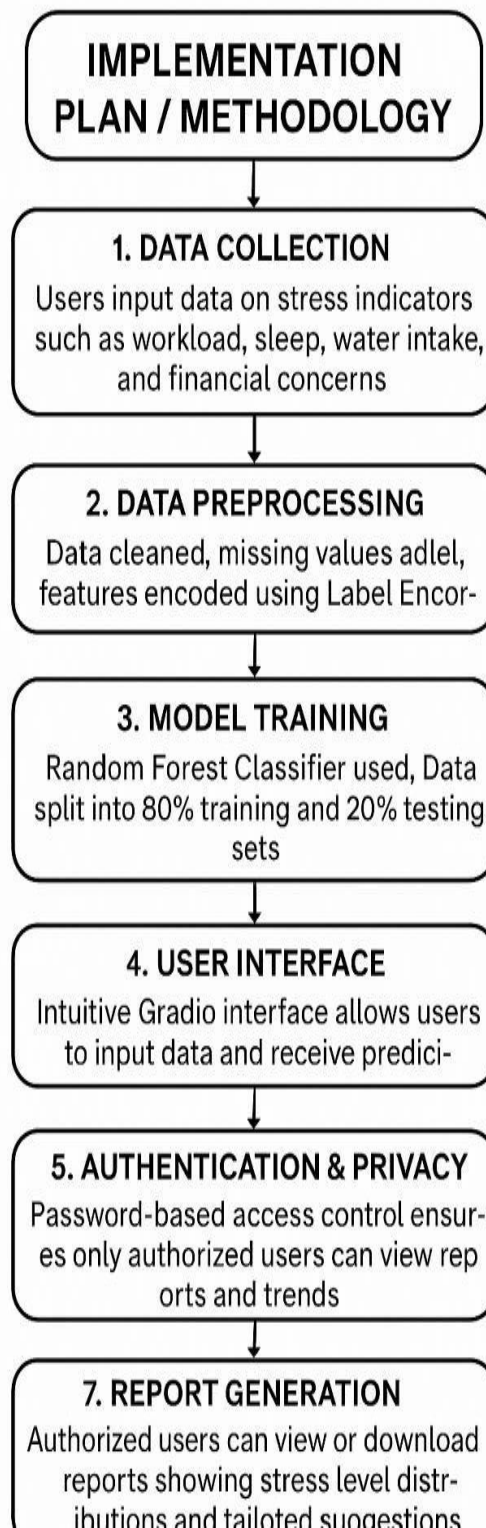 IMPLEMENTATION
PLAN / METHODOLOGY
1. DATA COLLECTION
Users input data on stress indicators
such as workload, sleep, water intake,
and financial concerns
2. DATA PREPROCESSING
Data cleaned, missing values adlel,
features encoded using Label Encor-
3. MODEL TRAINING
Random Forest Classifier used, Data
split into 80% training and 20% testing
sets
4. USER INTERFACE
Intuitive Gradio interface allows users
to input data and receive predici-
5. AUTHENTICATION & PRIVACY
Password-based access control ensur-
es only authorized users can view rep
orts and trends
7. REPORT GENERATION
Authorized users can view or download
reports showing stress level distr-
ibutions and tailoted suogestions